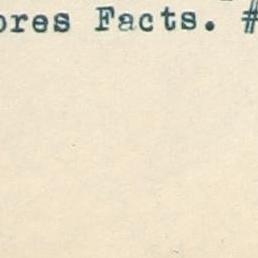 ores Facts. #